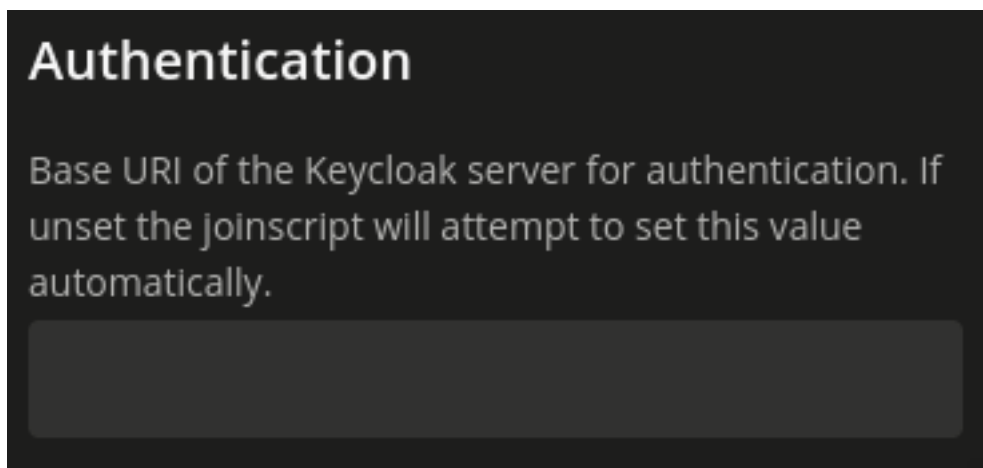 Authentication
Base URI of the Keycloak server for authentication. If
unset the joinscript will attempt to set this value
automatically.